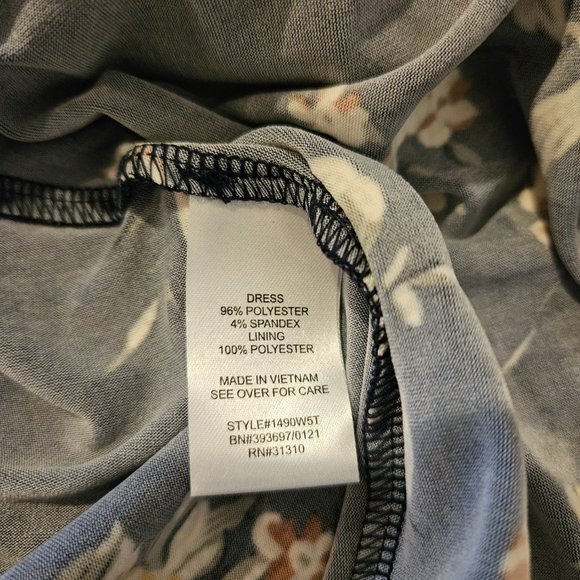 DRESS
96% POLYESTER
4% SPANDEX
LINING
100% POLYESTER
MADE IN VIETNAM
SEE OVER FOR CARE
STYLE#1490W5T
BN#393697/0121
RN#31310